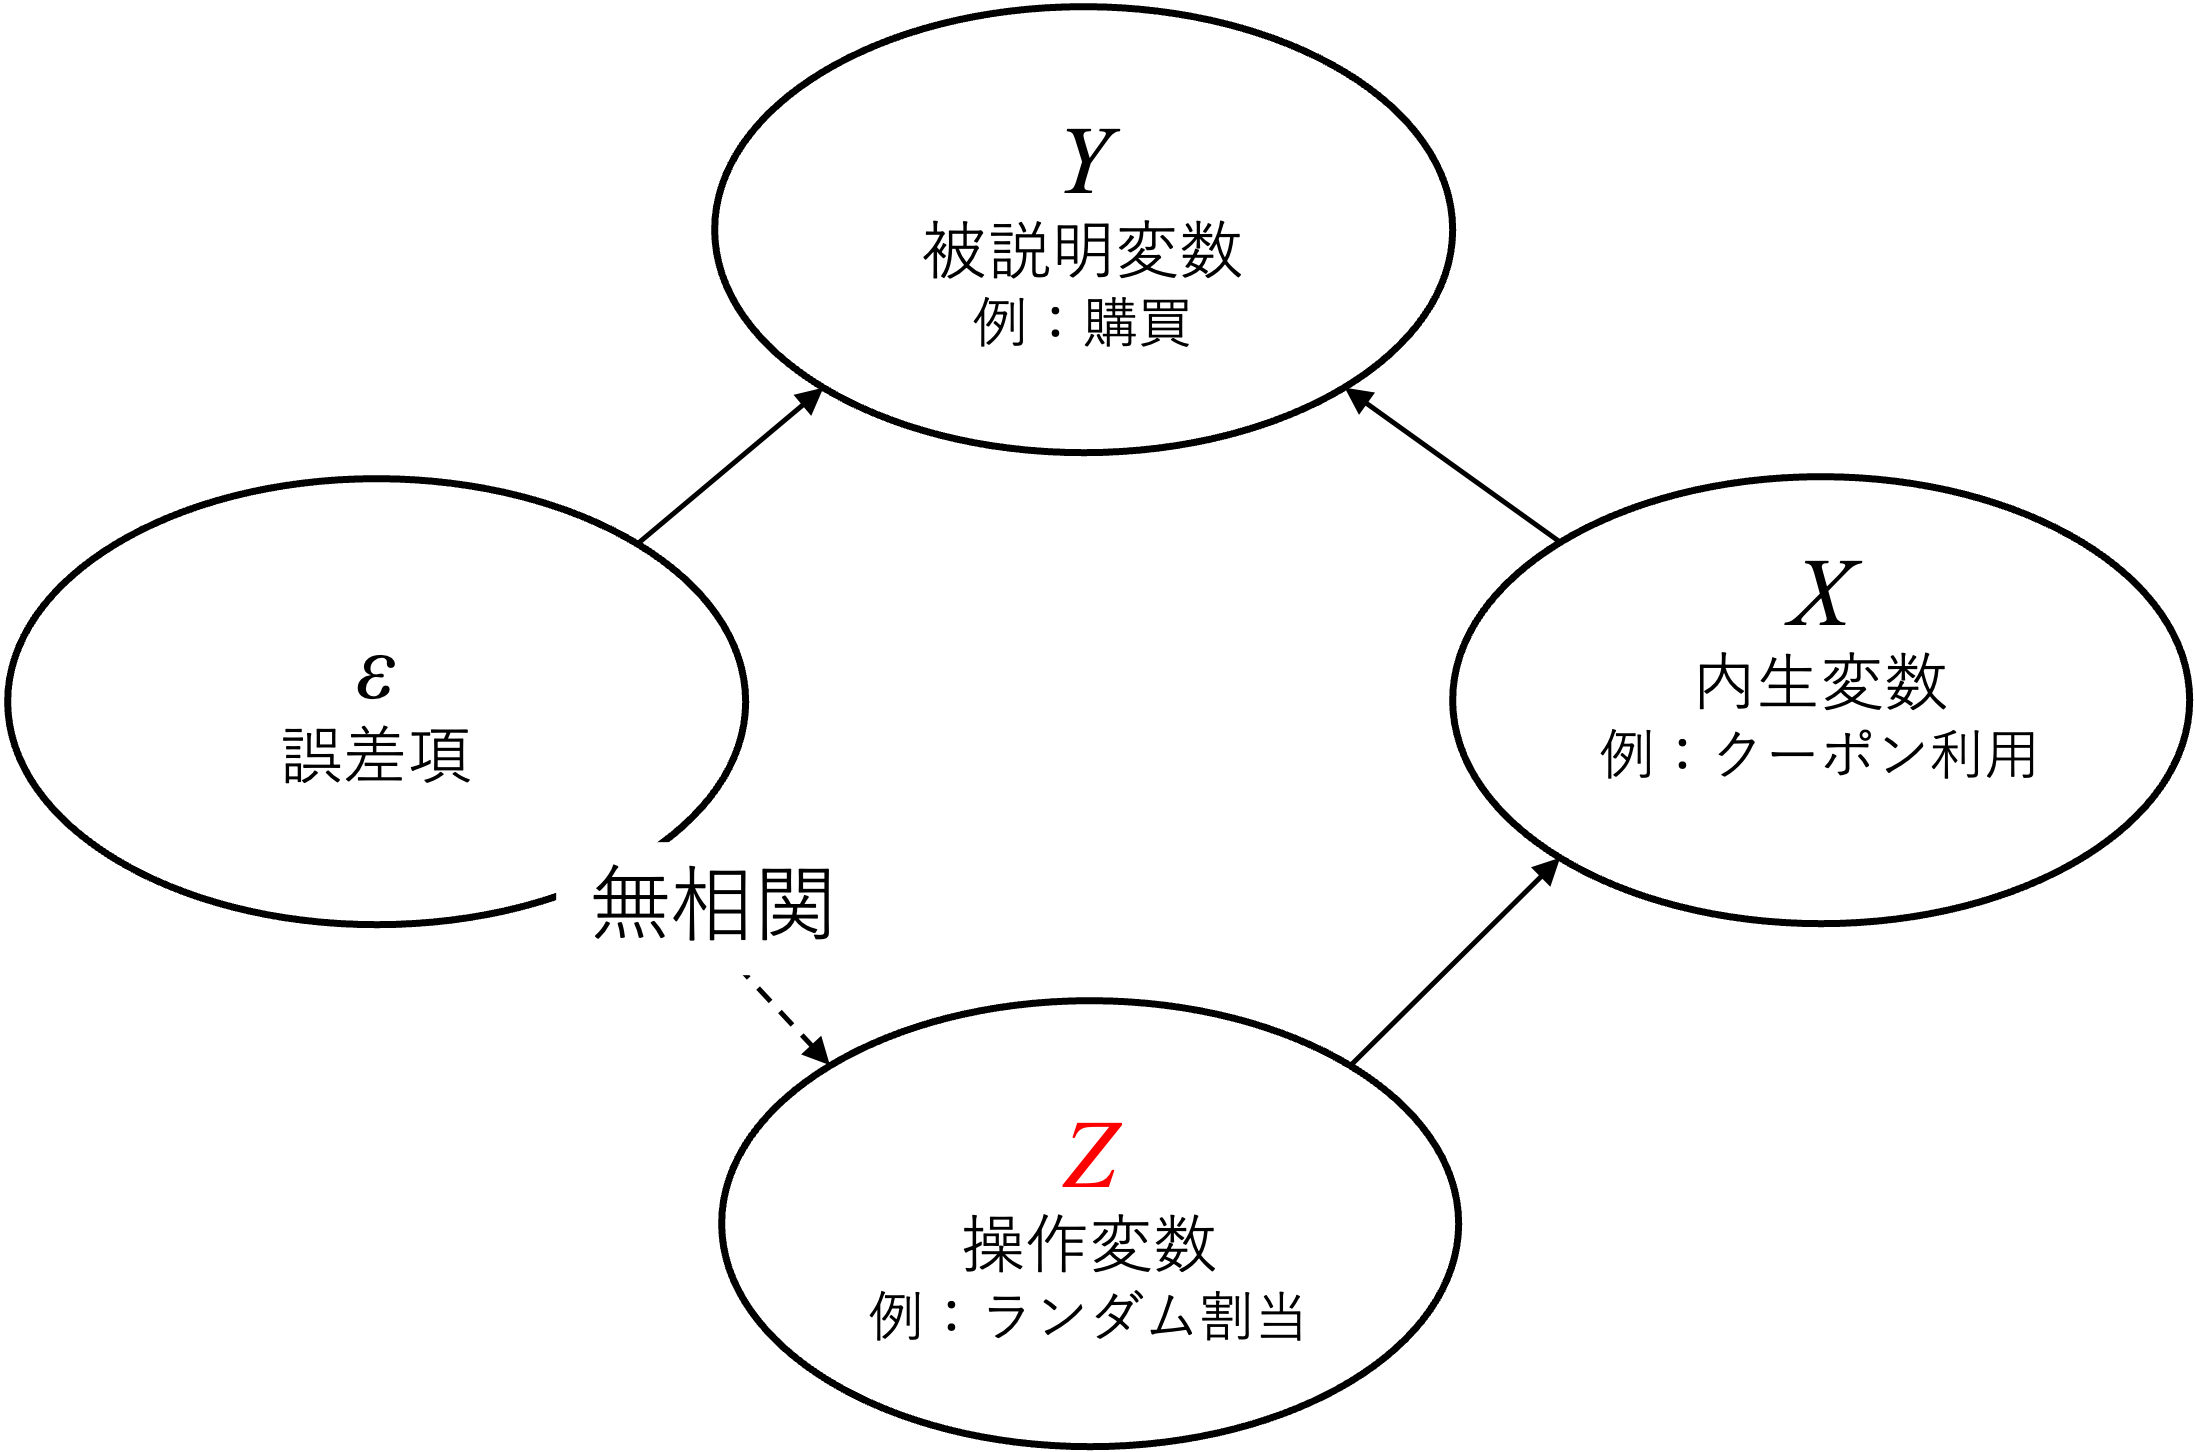 Y
被説明変数
例：購買
ε
誤差項
X
内生変数
例：クーポン利用
無相関
Z
操作変数
例：ランダム割当